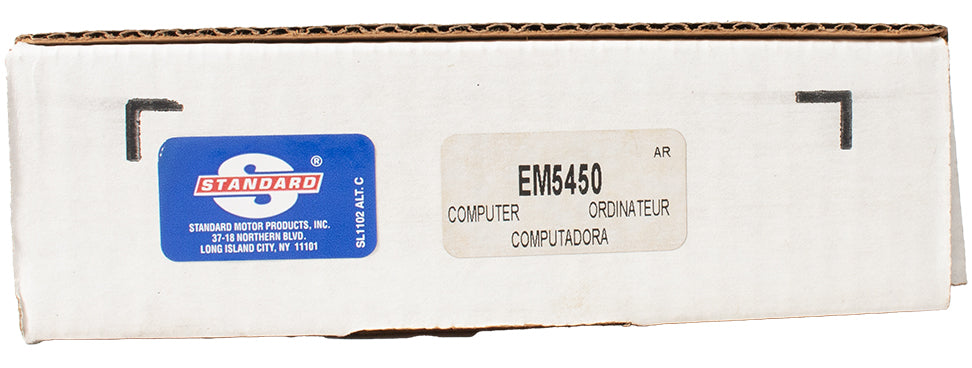 S
STANDARD®
STANDARD MOTOR PRODUCTS, INC.
37-18 NORTHERN BLVD.
LONG ISLAND CITY, NY 11101
SL1102 ALT. C
AR
EM5450
COMPUTER ORDINATEUR
COMPUTADORA